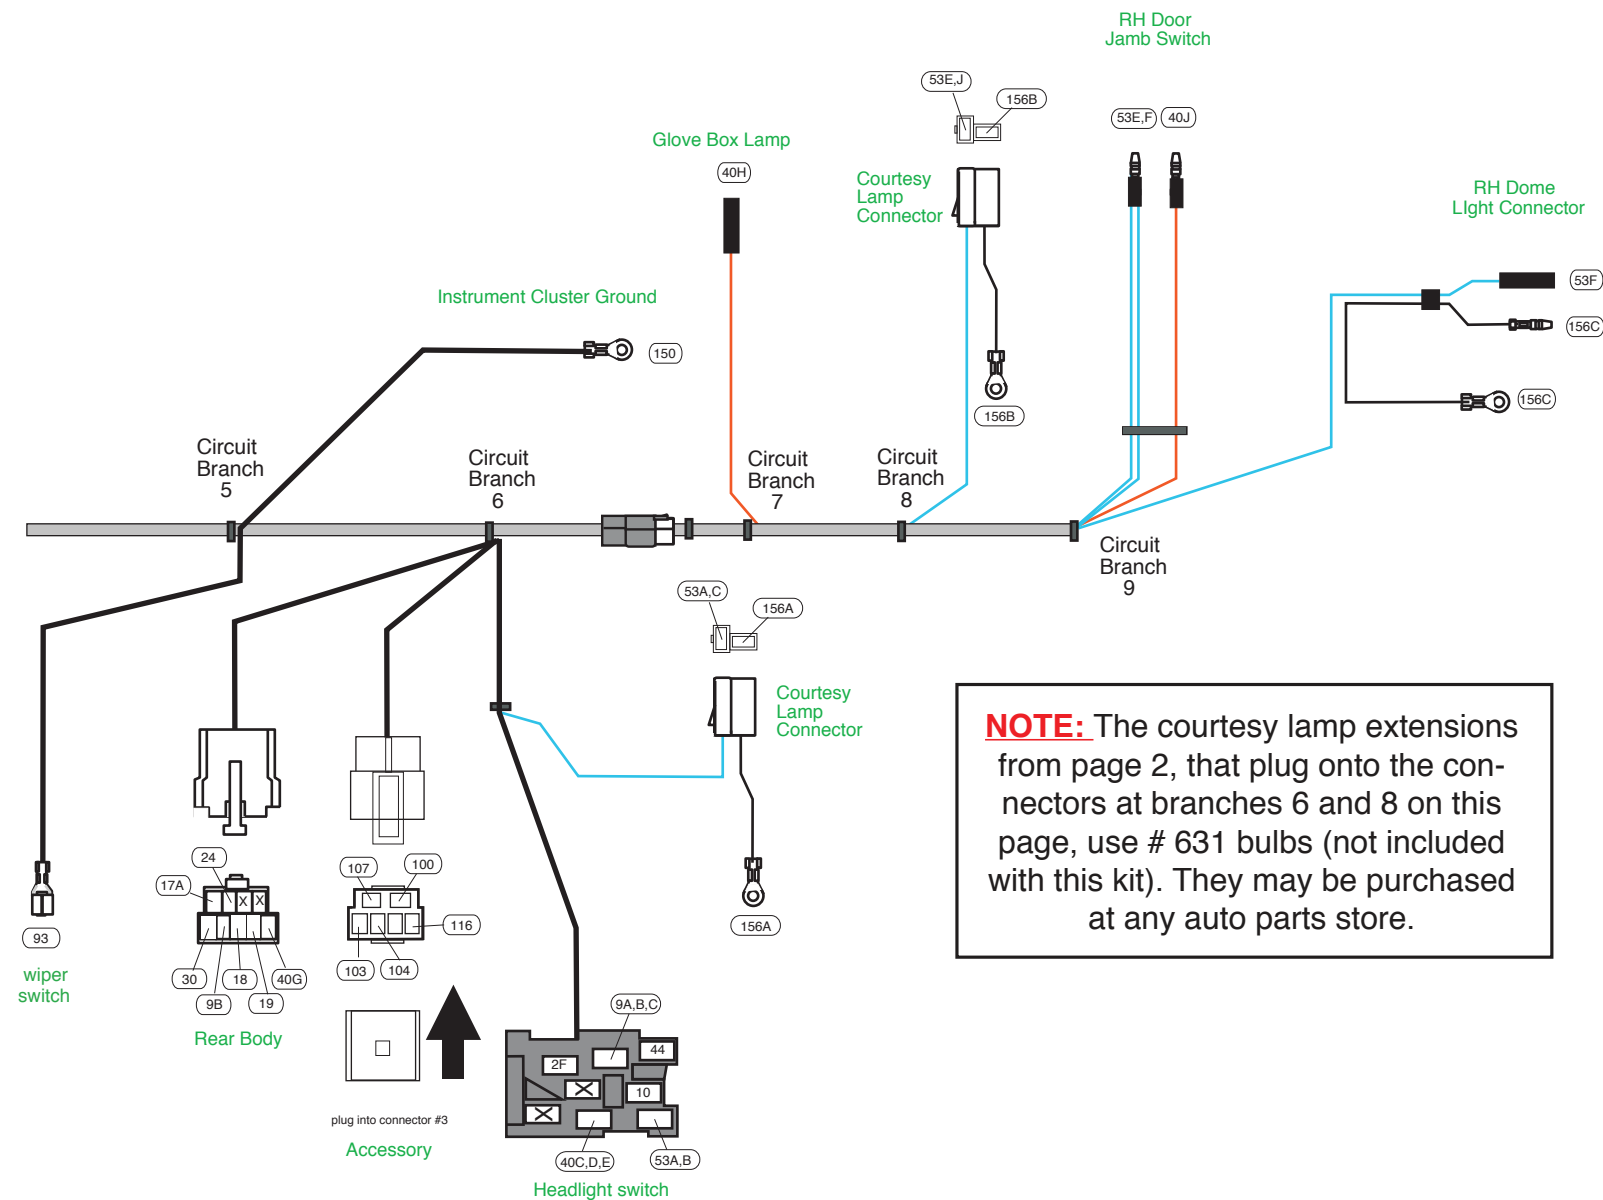 RH Door
Jamb Switch
53E,J
156B
53E,F
40J
Glove Box Lamp
40H
Courtesy
Lamp
Connector
RH Dome
LIght Connector
53F
156C
156C
Instrument Cluster Ground
150
156B
Circuit
Branch
5
Circuit
Branch
6
Circuit
Branch
7
Circuit
Branch
8
Circuit
Branch
9
53A,C
156A
Courtesy
Lamp
Connector
156A
NOTE: The courtesy lamp extensions
from page 2, that plug onto the con-
nectors at branches 6 and 8 on this
page, use # 631 bulbs (not included
with this kit). They may be purchased
at any auto parts store.
93
wiper
switch
24
17A
X
X
30
9B
18
19
40G
Rear Body
107
100
116
103
104
plug into connector #3
Accessory
9A,B,C
44
2F
10
40C,D,E
53A,B
Headlight switch